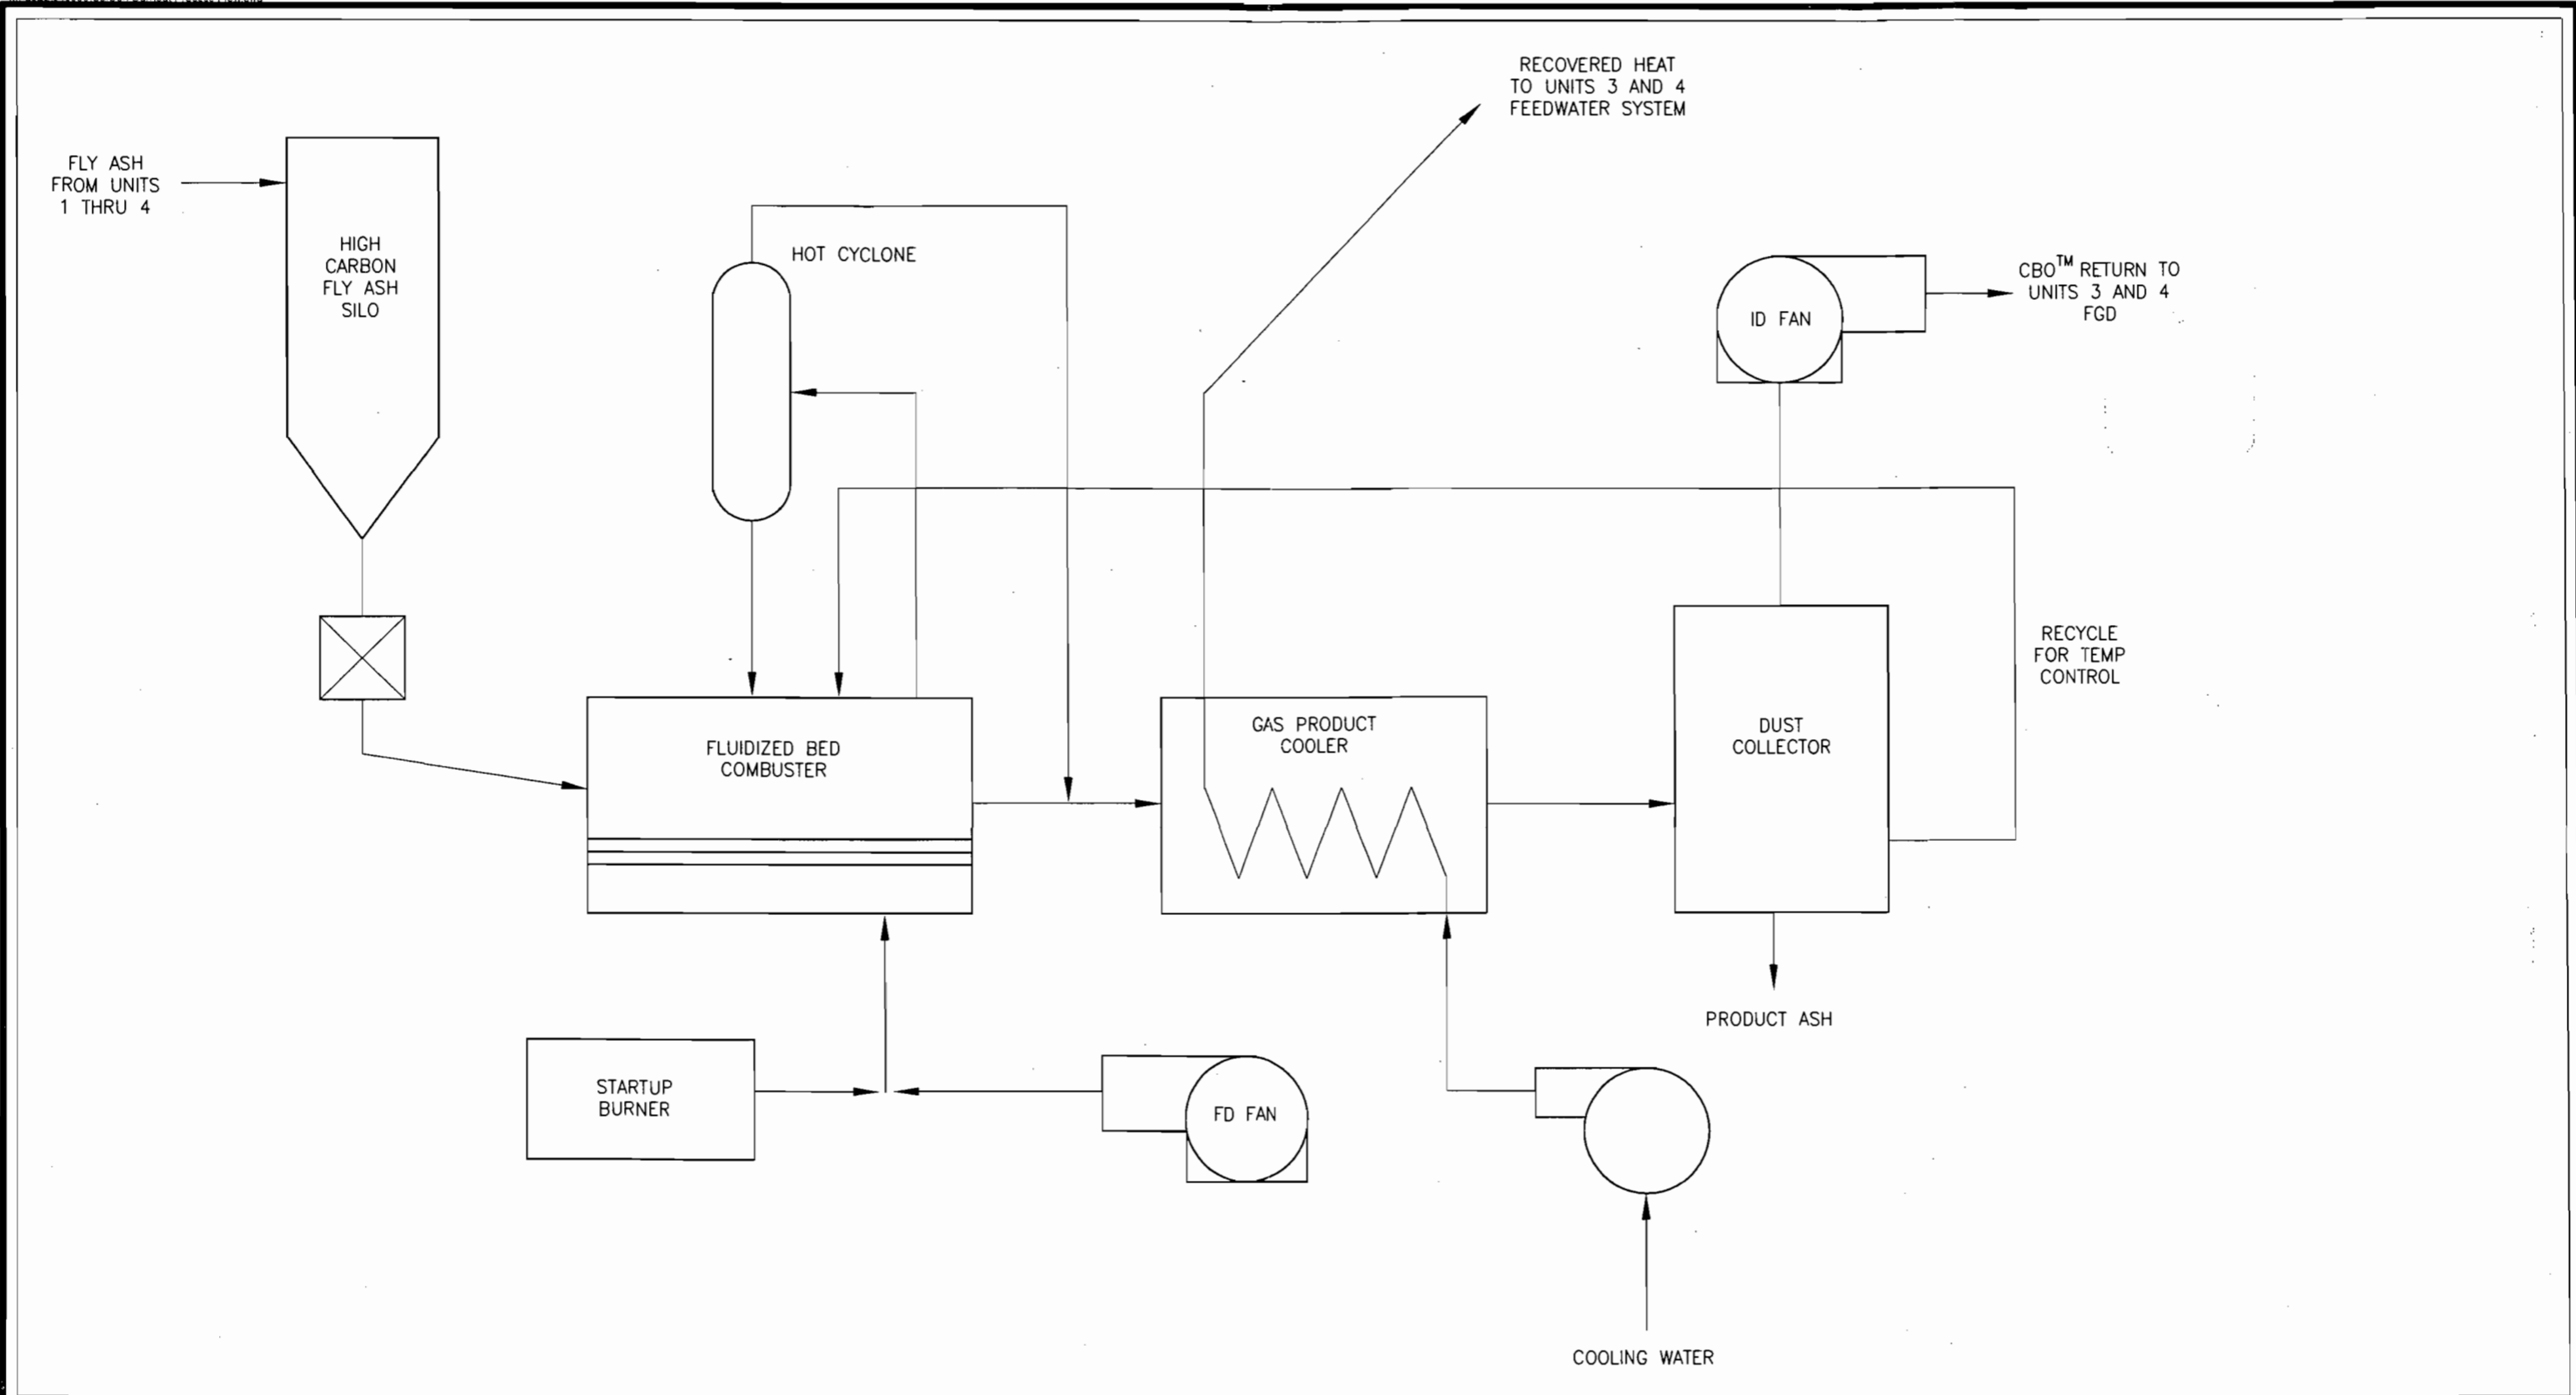 RECOVERED HEAT
TO UNITS 3 AND 4
FEEDWATER SYSTEM
FLY ASH
FROM UNITS
1 THRU 4
HIGH
CARBON
FLY ASH
SILO
HOT CYCLONE
ID FAN
CBO™ RETURN TO
UNITS 3 AND 4
FGD
RECYCLE
FOR TEMP
CONTROL
FLUIDIZED BED
COMBUSTER
GAS PRODUCT
COOLER
DUST
COLLECTOR
PRODUCT ASH
STARTUP
BURNER
FD FAN
COOLING WATER